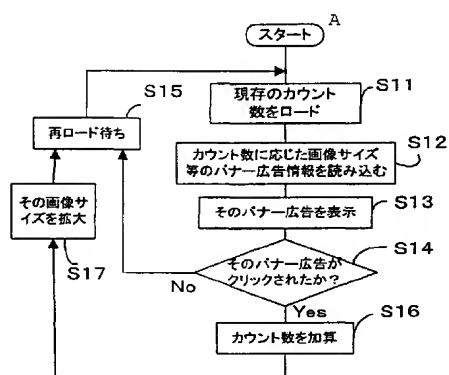 A
スタート
S11
現存のカウント
数をロード
S15
再ロード待ち
S12
カウント数に応じた画像サイズ
等のバナー広告情報を読み込む
S13
そのバナー広告を表示
その画像サ
イズを拡大
S17
S14
そのバナー広告が
クリックされたか？
No
Yes
S16
カウント数を加算